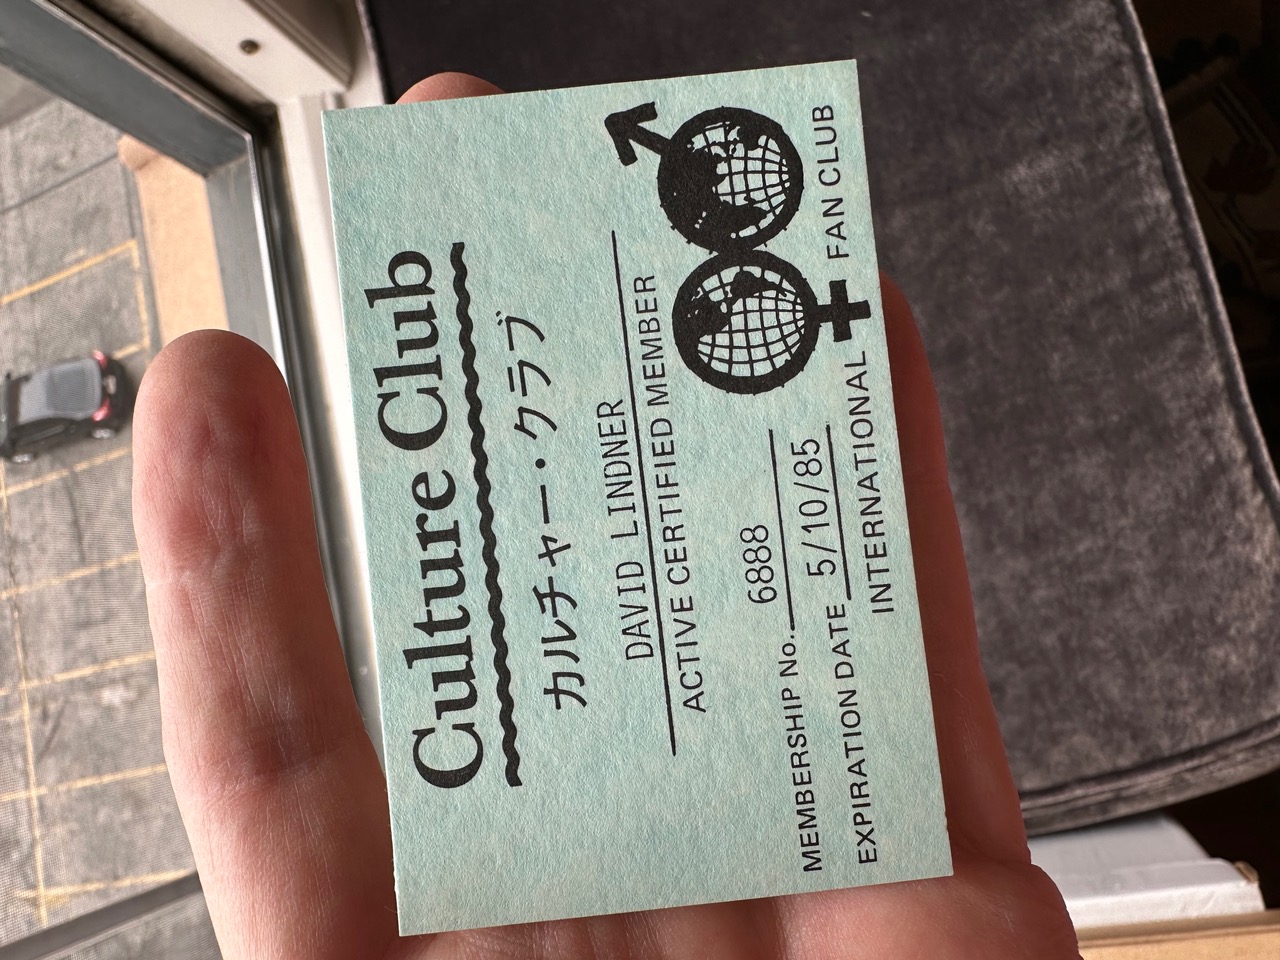 Culture Club
カルチャー・クラブ
DAVID LINDNER
ACTIVE CERTIFIED MEMBER
MEMBERSHIP No. 6888
EXPIRATION DATE 5/10/85
INTERNATIONAL FAN CLUB